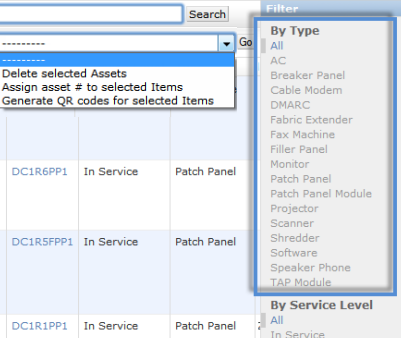 Search
Filter
---------
Go
---------
Delete selected Assets
Assign asset # to selected Items
Generate QR codes for selected Items
DC1R6PP1 In Service Patch Panel
DC1R5FPP1 In Service Patch Panel
DC1R1PP1 In Service Patch Panel
By Type
All
AC
Breaker Panel
Cable Modem
DMARC
Fabric Extender
Fax Machine
Filler Panel
Monitor
Patch Panel
Patch Panel Module
Projector
Scanner
Shredder
Software
Speaker Phone
TAP Module
By Service Level
All
In Service